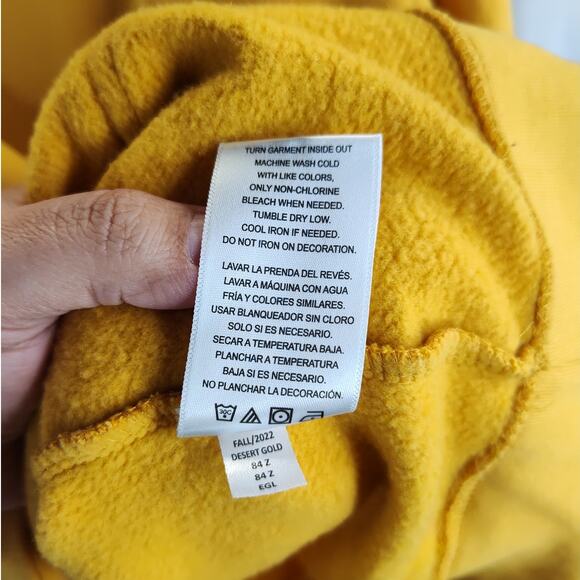 TURN GARMENT INSIDE OUT
MACHINE WASH COLD
WITH LIKE COLORS,
ONLY NON-CHLORINE
BLEACH WHEN NEEDED.
TUMBLE DRY LOW.
COOL IRON IF NEEDED.
DO NOT IRON ON DECORATION.
LAVAR LA PRENDA DEL REVÉS.
LAVAR A MÁQUINA CON AGUA
FRÍA Y COLORES SIMILARES.
USAR BLANQUEADOR SIN CLORO
SOLO SI ES NECESARIO.
SECAR A TEMPERATURA BAJA.
PLANCHAR A TEMPERATURA
BAJA SI ES NECESARIO.
NO PLANCHAR LA DECORACIÓN.
30C
FALL/2022
DESERT GOLD
84 Z
84 Z
EGL